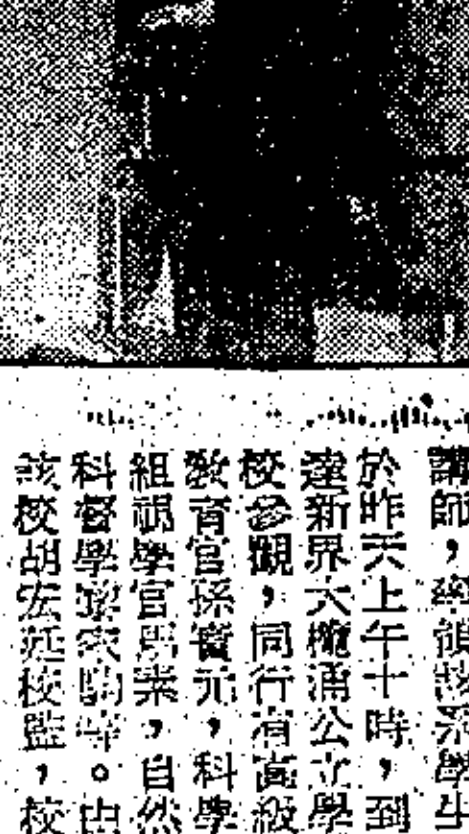 講師，率領該系學生
於昨天上午十時，到
達新界大欖涌公立學
校參觀，同行有高級
教育官孫寶元，科學
組視學官素，自然
科督學家等。由
該校胡宏延校監，校